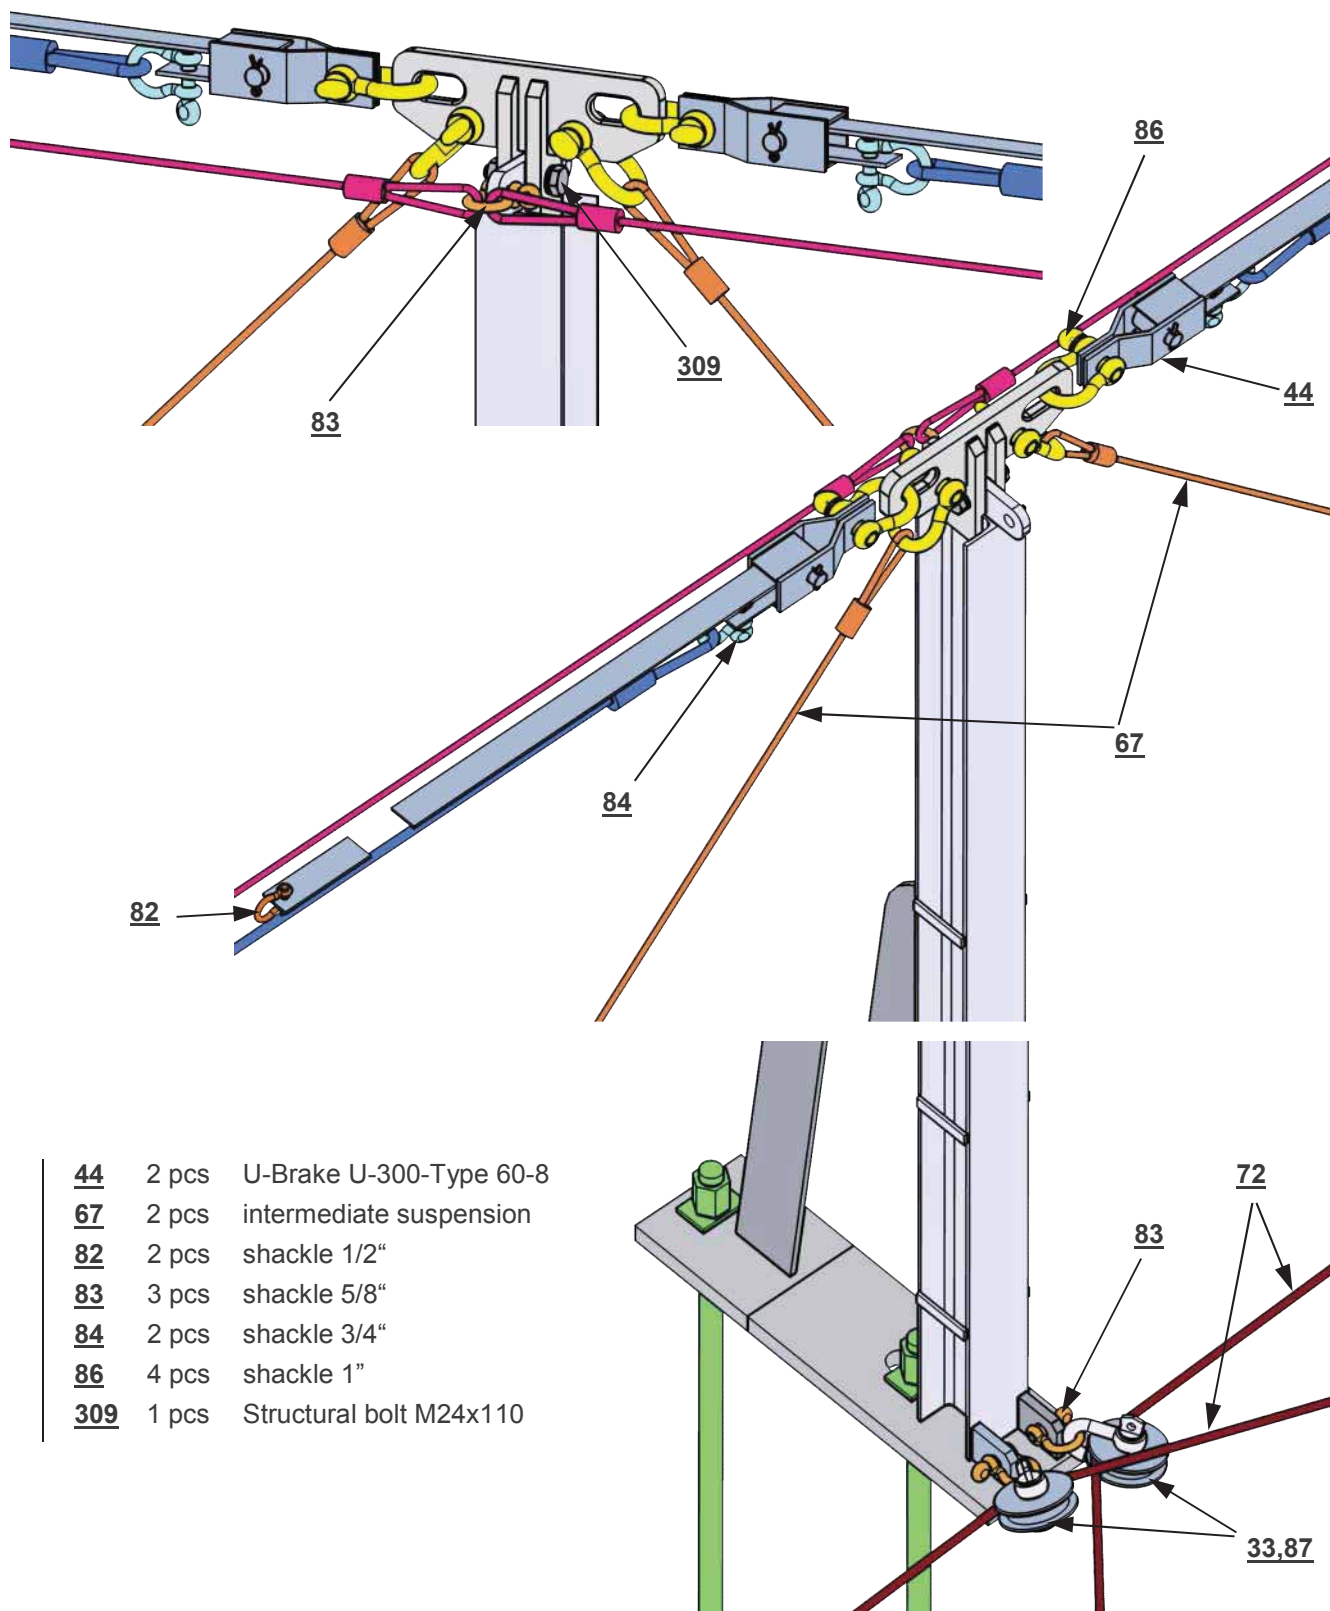 86
309
83
44
67
84
82
44 2 pcs U-Brake U-300-Type 60-8
67 2 pcs intermediate suspension
82 2 pcs shackle 1/2“
83 3 pcs shackle 5/8“
84 2 pcs shackle 3/4“
86 4 pcs shackle 1”
309 1 pcs Structural bolt M24x110
72
83
33,87